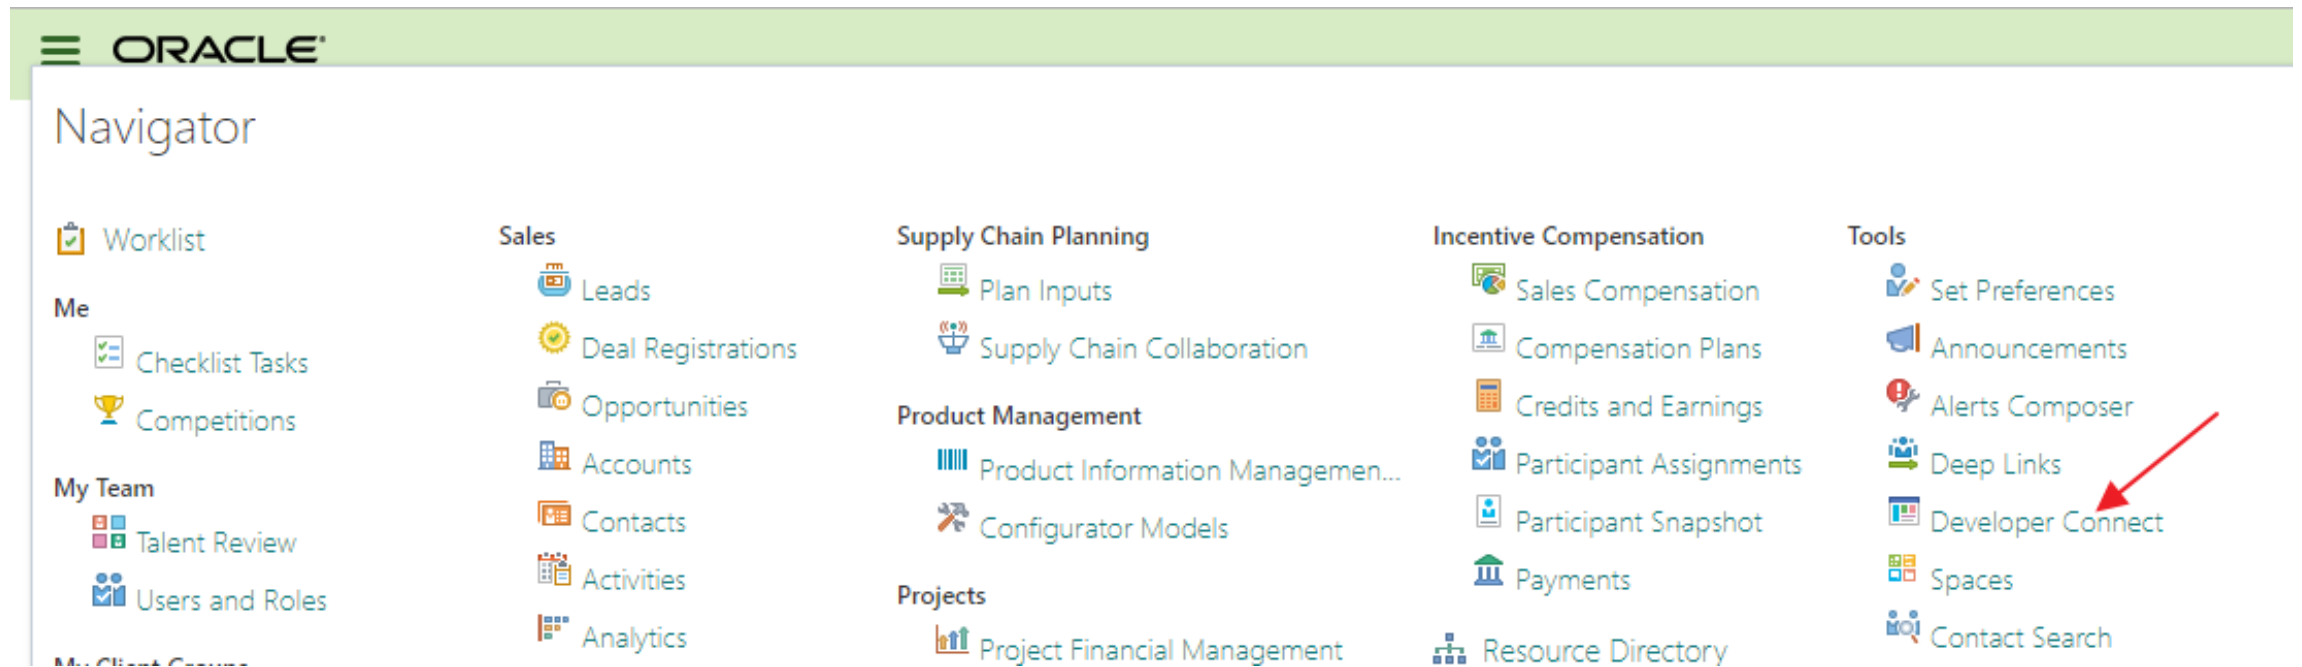 ORACLE
Navigator
Worklist
Me
Checklist Tasks
Competitions
My Team
Talent Review
Users and Roles
My Client Groups
Sales
Leads
Deal Registrations
Opportunities
Accounts
Contacts
Activities
Analytics
Supply Chain Planning
Plan Inputs
Supply Chain Collaboration
Product Management
Product Information Managemen...
Configurator Models
Projects
Project Financial Management
Incentive Compensation
Sales Compensation
Compensation Plans
Credits and Earnings
Participant Assignments
Participant Snapshot
Payments
Resource Directory
Tools
Set Preferences
Announcements
Alerts Composer
Deep Links
Developer Connect
Spaces
Contact Search